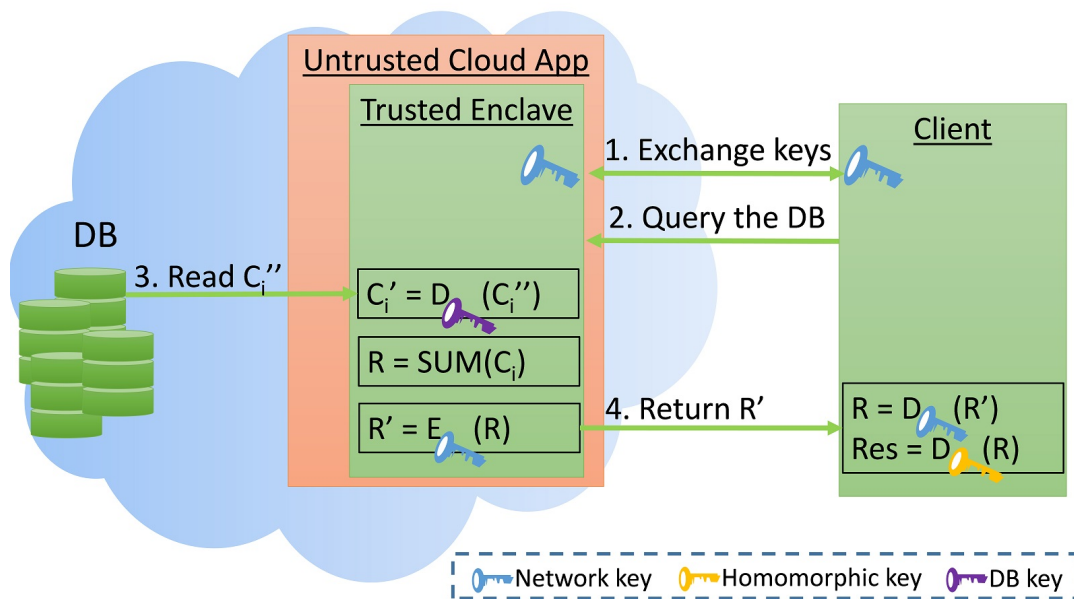 Untrusted Cloud App
Trusted Enclave
Client
1. Exchange keys
2. Query the DB
DB
3. Read Cᵢ’’
Cᵢ’ = D (Cᵢ’’)
R = SUM(Cᵢ)
R’ = E (R)
4. Return R’
R = D (R’)
Res = D (R)
Network key
Homomorphic key
DB key